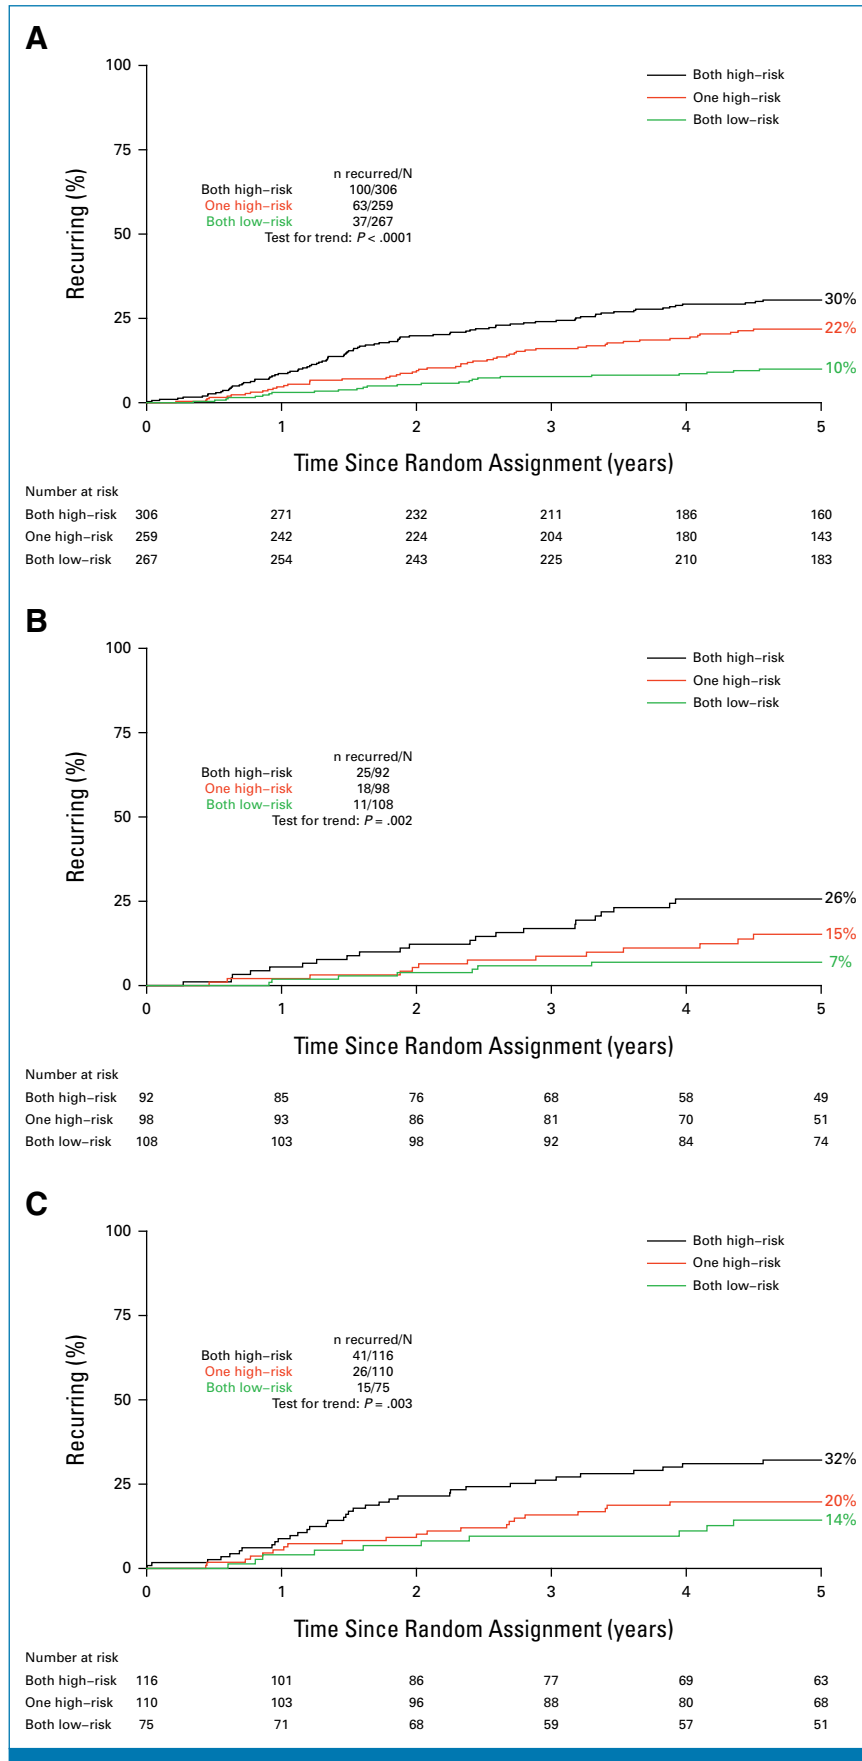 A
100
75
50
25
0
Recurring (%)
Both high–risk
One high–risk
Both low–risk
n recurred/N
Both high–risk 100/306
One high–risk 63/259
Both low–risk 37/267
Test for trend: P < .0001
30%
22%
10%
0 1 2 3 4 5
Time Since Random Assignment (years)
Number at risk
Both high–risk 306 271 232 211 186 160
One high–risk 259 242 224 204 180 143
Both low–risk 267 254 243 225 210 183
B
100
75
50
25
0
Recurring (%)
Both high–risk
One high–risk
Both low–risk
n recurred/N
Both high–risk 25/92
One high–risk 18/98
Both low–risk 11/108
Test for trend: P = .002
26%
15%
7%
0 1 2 3 4 5
Time Since Random Assignment (years)
Number at risk
Both high–risk 92 85 76 68 58 49
One high–risk 98 93 86 81 70 51
Both low–risk 108 103 98 92 84 74
C
100
75
50
25
0
Recurring (%)
Both high–risk
One high–risk
Both low–risk
n recurred/N
Both high–risk 41/116
One high–risk 26/110
Both low–risk 15/75
Test for trend: P = .003
32%
20%
14%
0 1 2 3 4 5
Time Since Random Assignment (years)
Number at risk
Both high–risk 116 101 86 77 69 63
One high–risk 110 103 96 88 80 68
Both low–risk 75 71 68 59 57 51